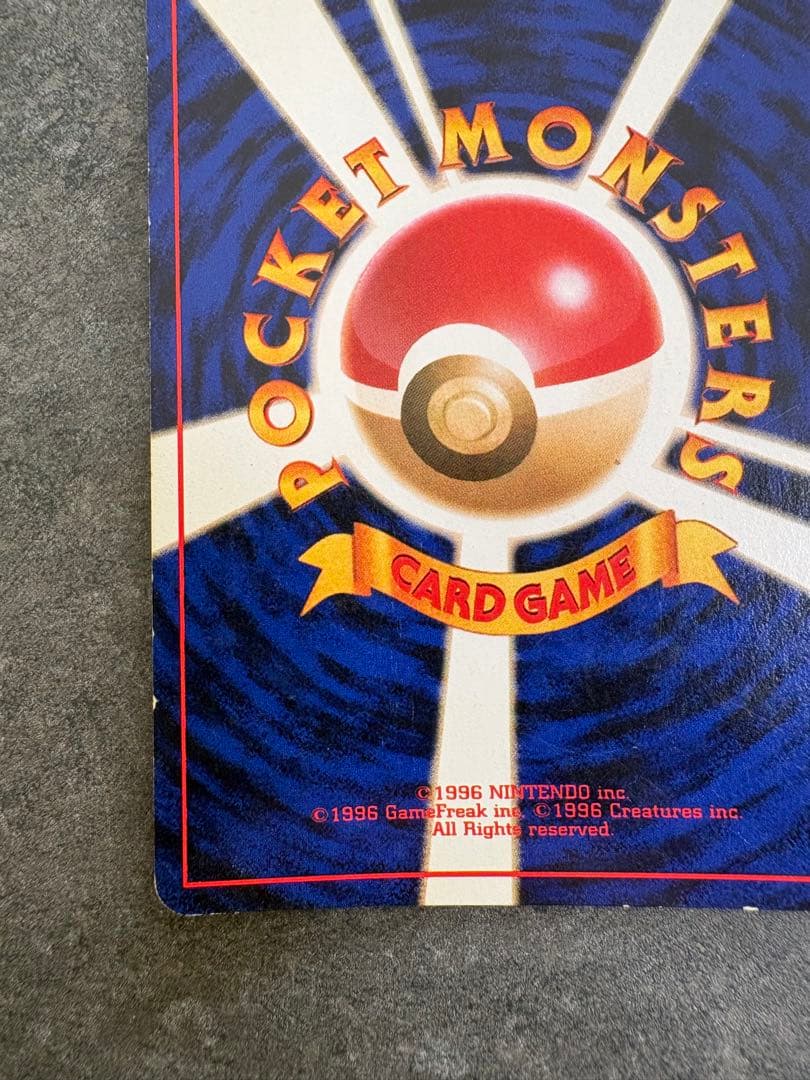 POCKET MONSTERS
CARD GAME
©1996 NINTENDO inc.
©1996 GameFreak inc. ©1996 Creatures inc.
All Rights reserved.